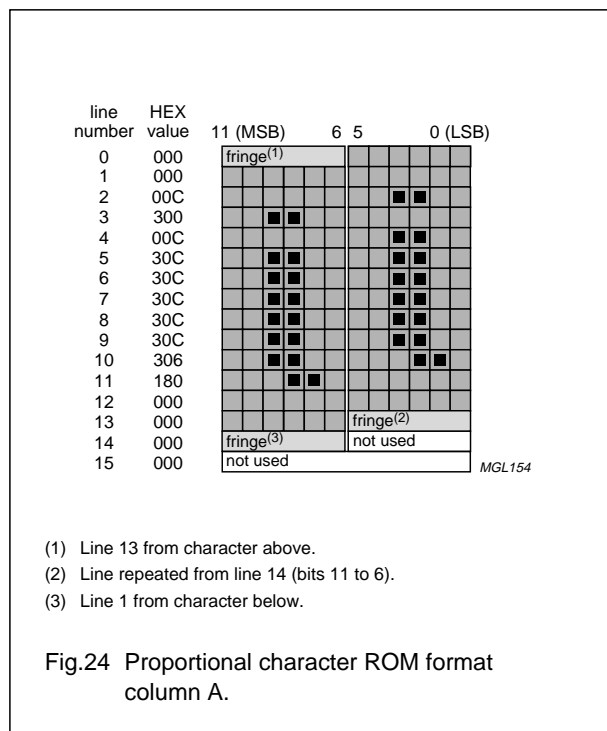 line HEX
number value 11 (MSB) 6 5 0 (LSB)
0 000 fringe(1)
1 000
2 00C
3 300
4 00C
5 30C
6 30C
7 30C
8 30C
9 30C
10 306
11 180
12 000
13 000 fringe(2)
14 000 fringe(3) not used
15 000 not used
MGL154
(1) Line 13 from character above.
(2) Line repeated from line 14 (bits 11 to 6).
(3) Line 1 from character below.
Fig.24 Proportional character ROM format
column A.